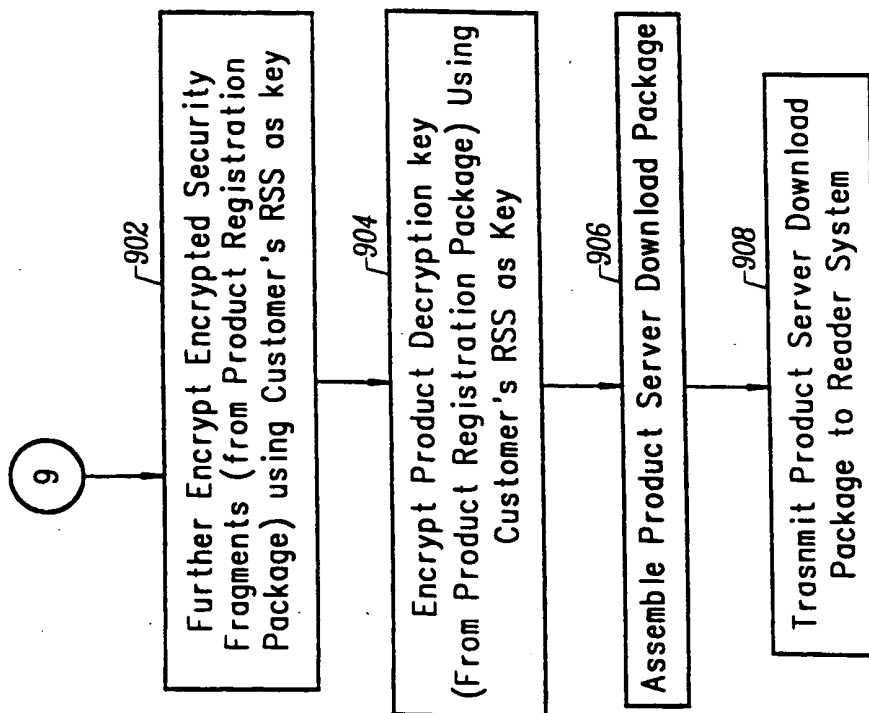 9
902
Further Encrypt Encrypted Security
Fragments (from Product Registration
Package) using Customer's RSS as key
904
Encrypt Product Decryption key
(From Product Registration Package) Using
Customer's RSS as Key
906
Assemble Product Server Download Package
908
Trasnmit Product Server Download
Package to Reader System